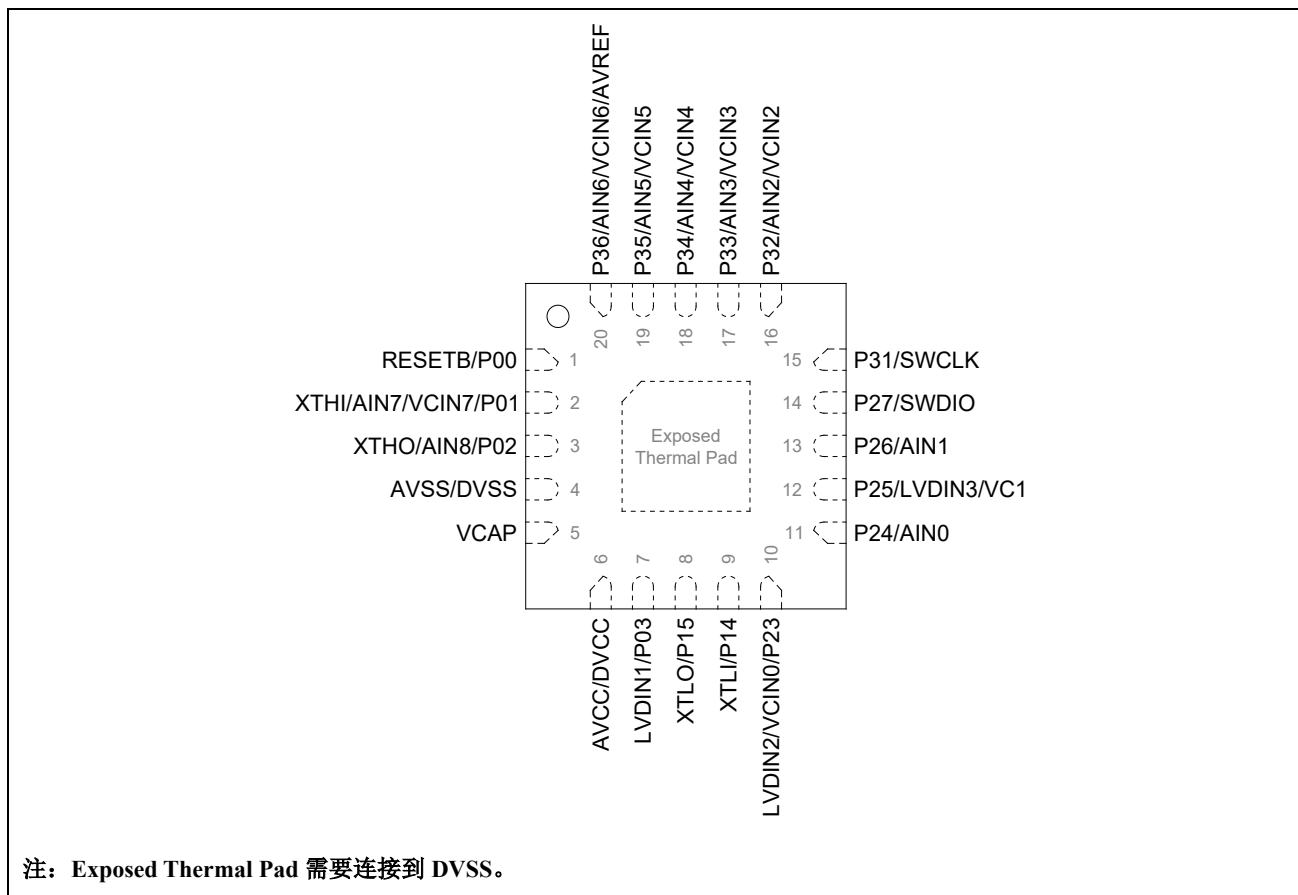 P36/AIN6/VCIN6/AVREF
P35/AIN5/VCIN5
P34/AIN4/VCIN4
P33/AIN3/VCIN3
P32/AIN2/VCIN2
20
19
18
17
16
RESETB/P00 1
XTHI/AIN7/VCIN7/P01 2
XTHO/AIN8/P02 3
AVSS/DVSS 4
VCAP 5
Exposed
Thermal Pad
15 P31/SWCLK
14 P27/SWDIO
13 P26/AIN1
12 P25/LVDIN3/VC1
11 P24/AIN0
6
7
8
9
10
AVCC/DVCC
LVDIN1/P03
XTLO/P15
XTLI/P14
LVDIN2/VCIN0/P23
注：Exposed Thermal Pad 需要连接到 DVSS。